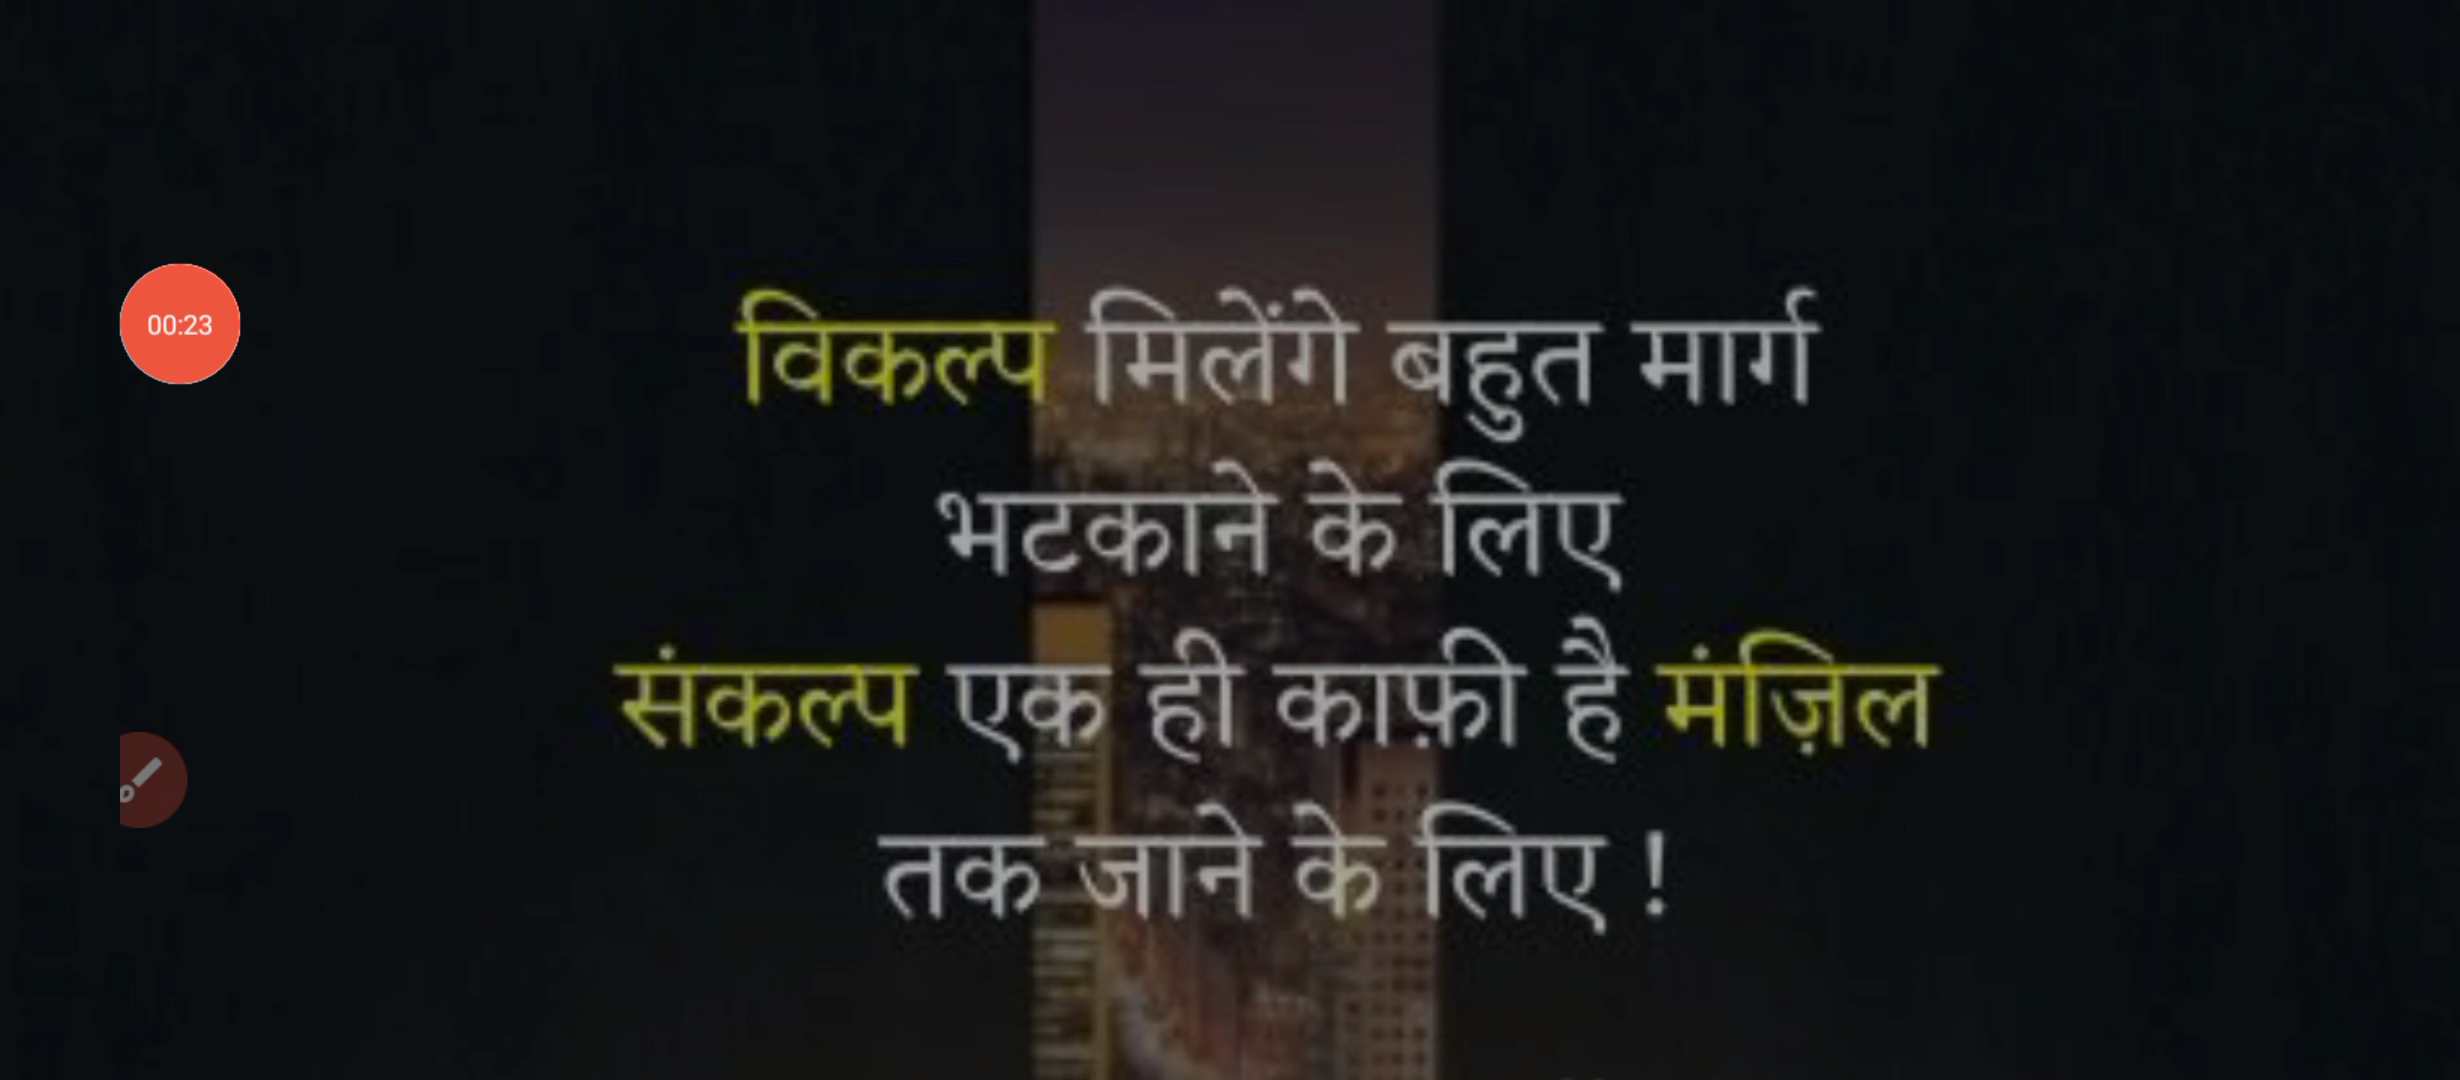 00:23
विकल्प मिलेंगे बहुत मार्ग
भटकाने के लिए
संकल्प एक ही काफ़ी है मंज़िल
तक जाने के लिए !